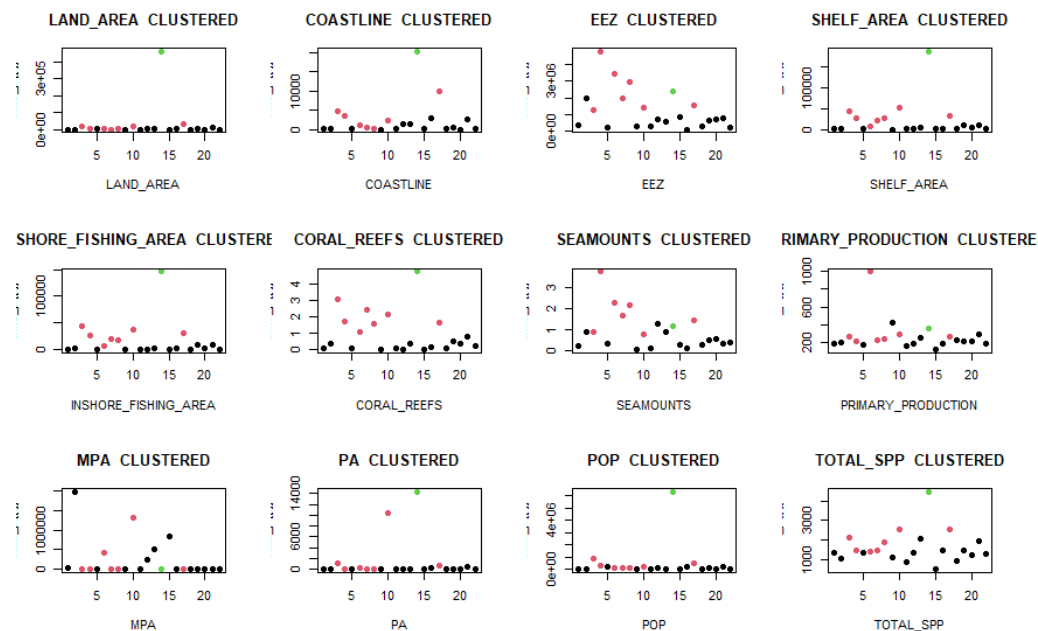 LAND_AREA CLUSTERED COASTLINE CLUSTERED EEZ CLUSTERED SHELF_AREA CLUSTERED
0e+00 3e+05
5 10 15 20
LAND_AREA
0 10000
5 10 15 20
COASTLINE
0e+00 3e+06
5 10 15 20
EEZ
0 10000
5 10 15 20
SHELF_AREA
SHORE_FISHING_AREA CLUSTERE CORAL_REEFS CLUSTERED SEAMOUNTS CLUSTERED RIMARY_PRODUCTION CLUSTERE
0 100000
5 10 15 20
INSHORE_FISHING_AREA
0 1 2 3 4
5 10 15 20
CORAL_REEFS
0 1 2 3
5 10 15 20
SEAMOUNTS
200 600 1000
5 10 15 20
PRIMARY_PRODUCTION
MPA CLUSTERED PA CLUSTERED POP CLUSTERED TOTAL_SPP CLUSTERED
0 1000000
5 10 15 20
MPA
0 6000 14000
5 10 15 20
PA
0e+00 4e+06
5 10 15 20
POP
1000 3000
5 10 15 20
TOTAL_SPP